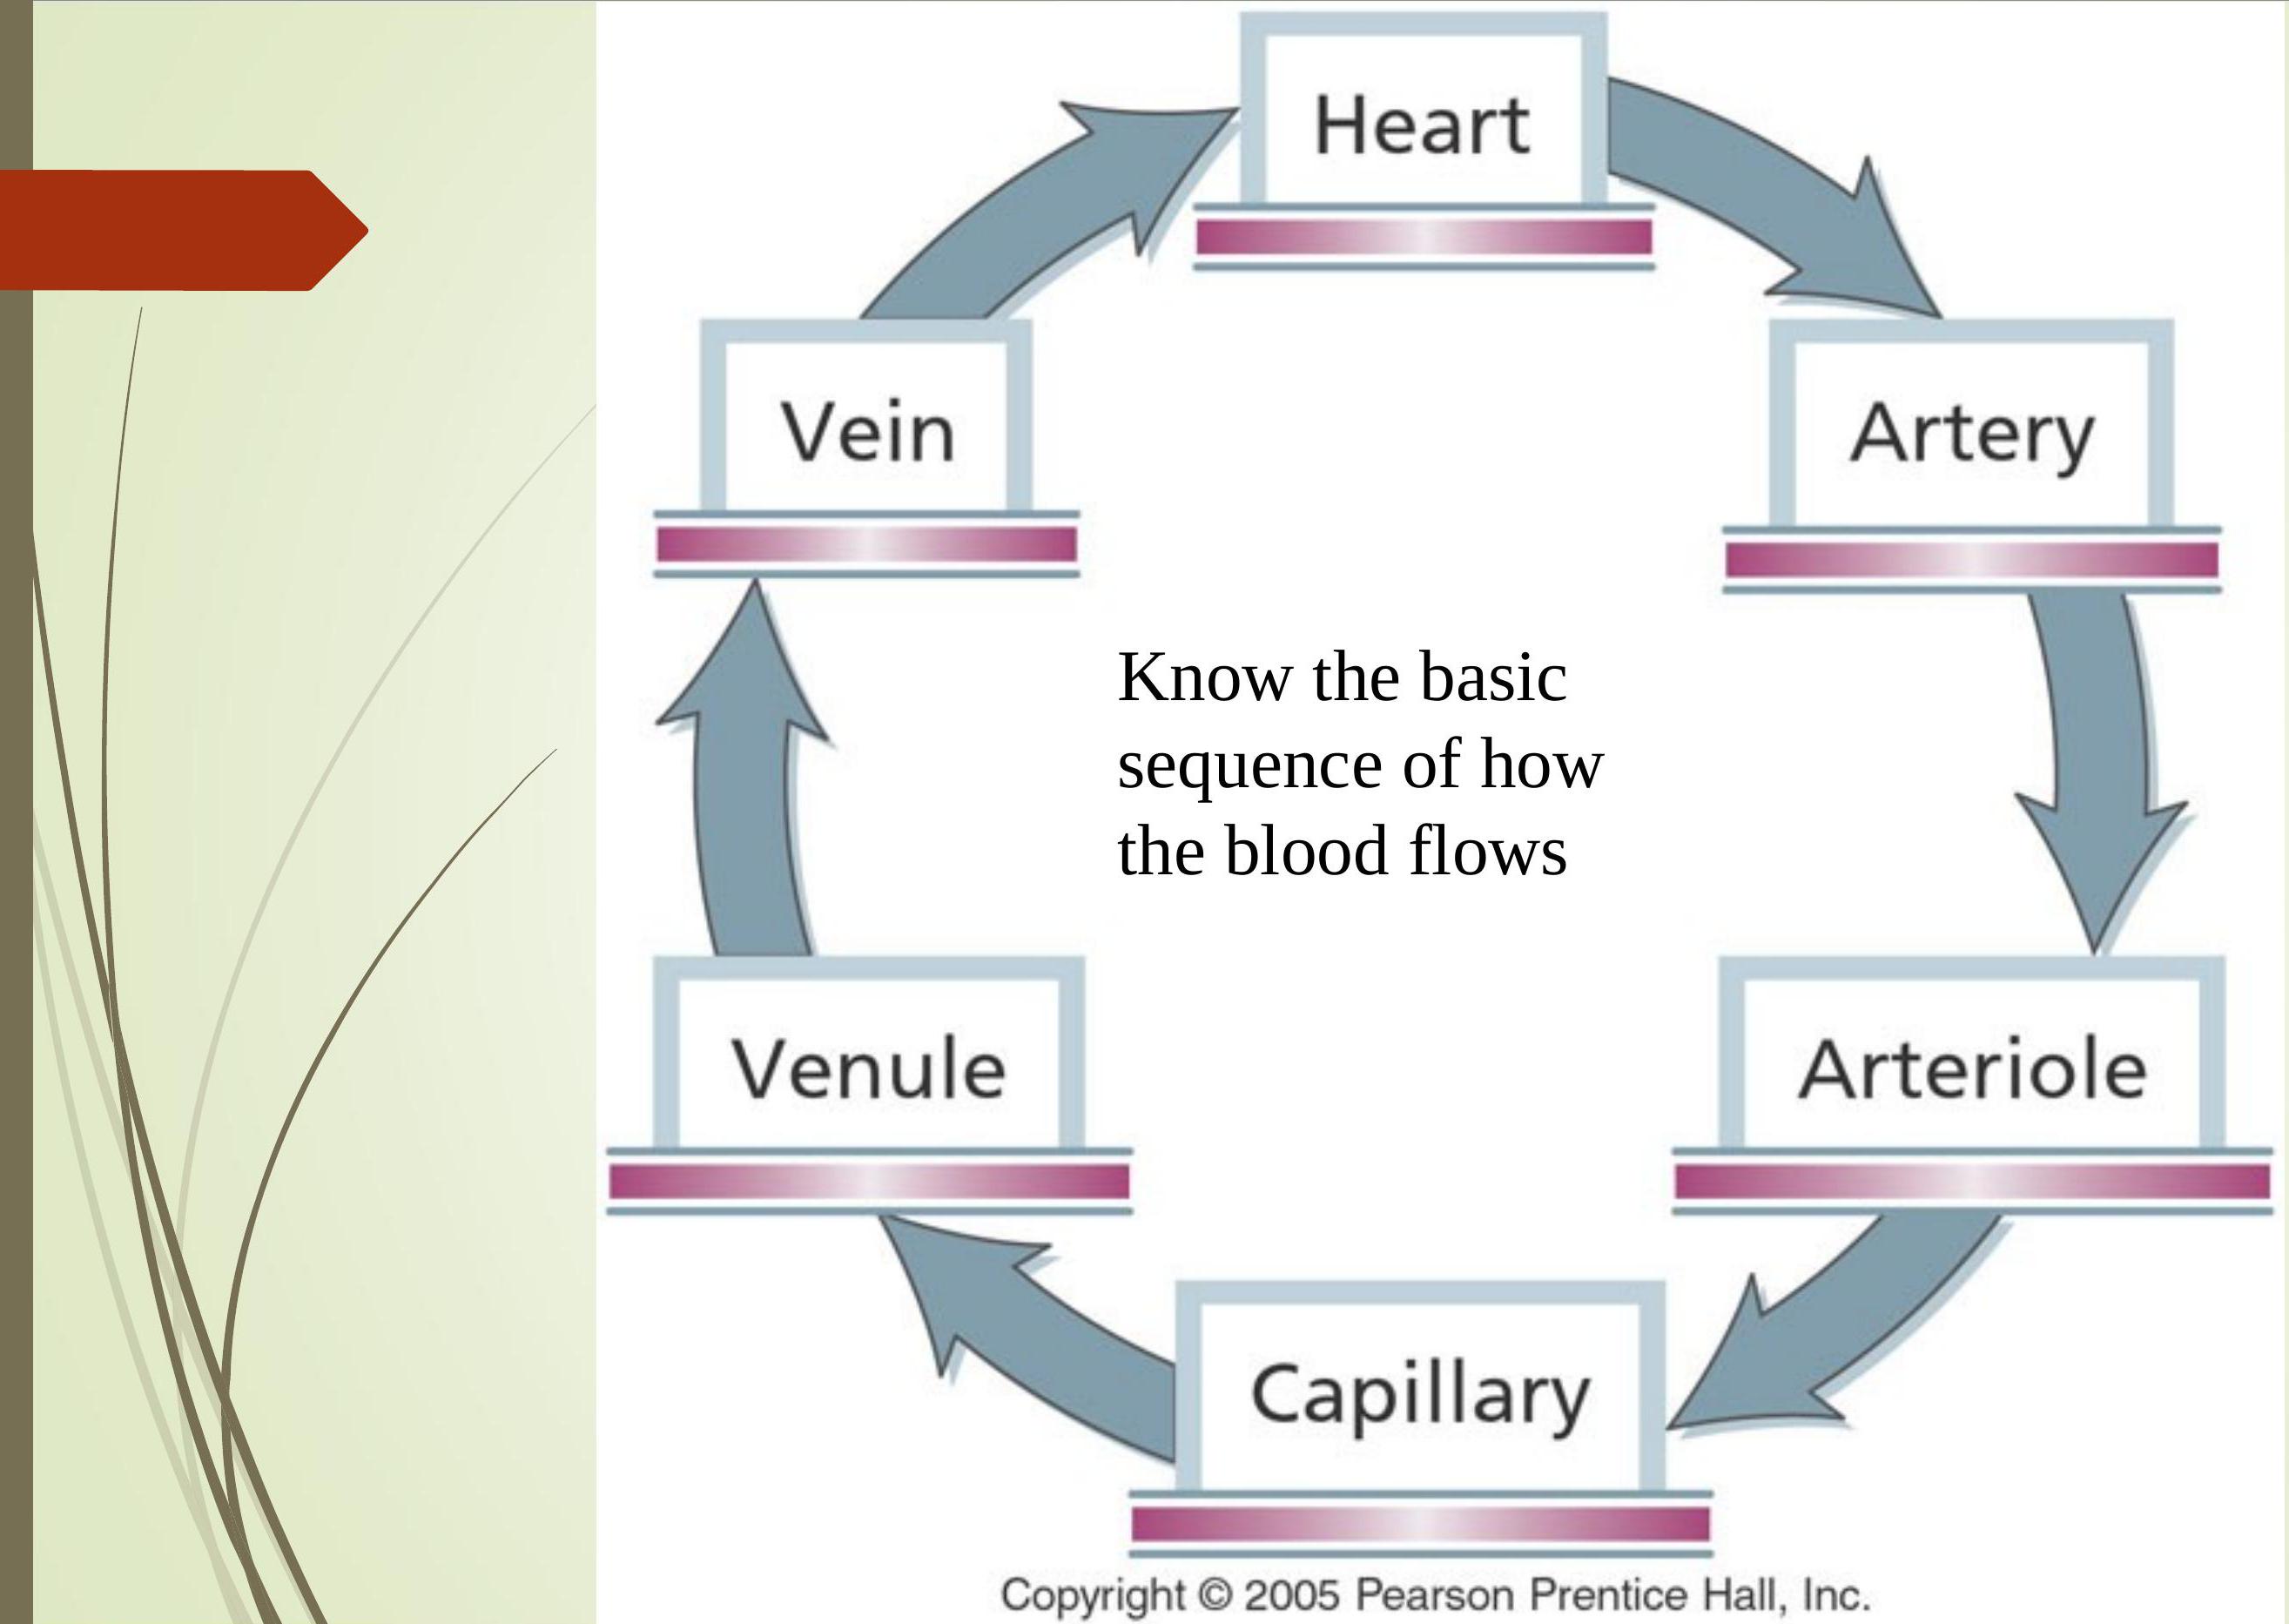 Heart
Vein
Artery
Know the basic
sequence of how
the blood flows
Venule
Arteriole
Capillary
Copyright © 2005 Pearson Prentice Hall, Inc.